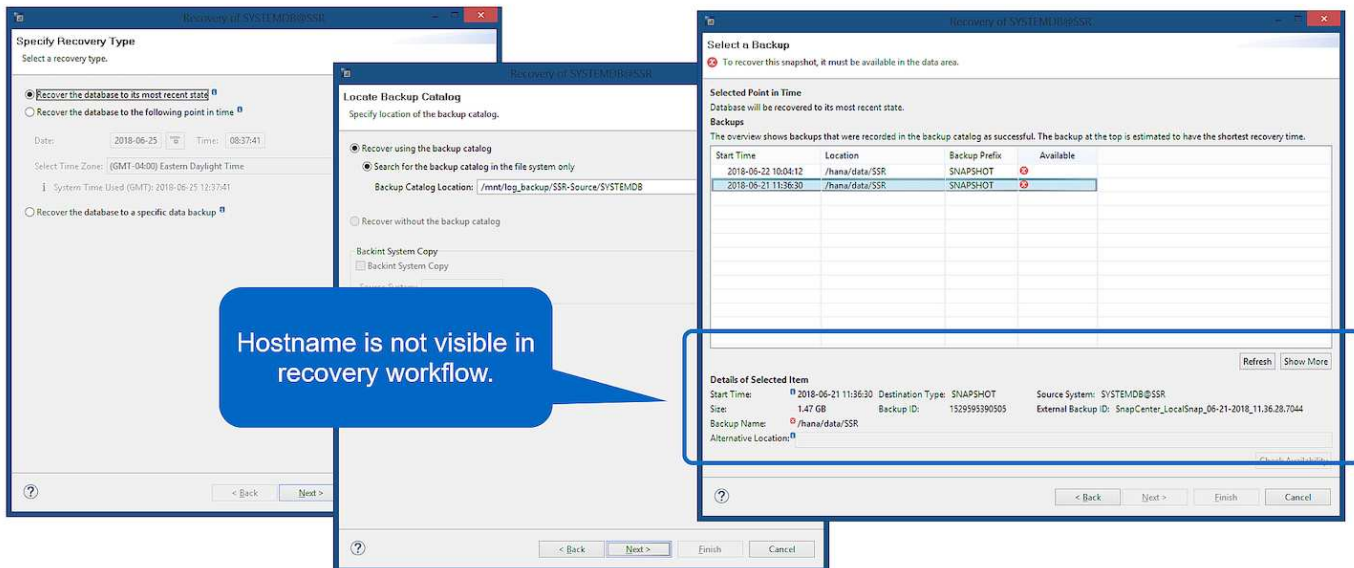 Recovery of SYSTEMDB@SSR
Specify Recovery Type
Select a recovery type.
Recover the database to its most recent state
Recover the database to the following point in time
Date: 2018-06-25 Time: 08:37:41
Select Time Zone: (GMT-04:00) Eastern Daylight Time
System Time Used (GMT): 2018-06-25 12:37:41
Recover the database to a specific data backup
< Back Next >
Recovery of SYSTEMDB@SSR
Locate Backup Catalog
Specify location of the backup catalog.
Recover using the backup catalog
Search for the backup catalog in the file system only
Backup Catalog Location: /mnt/log_backup/SSR-Source/SYSTEMDB
Recover without the backup catalog
Backint System Copy
Backint System Copy
Source System:
< Back Next > Finish Cancel
Hostname is not visible in
recovery workflow.
Recovery of SYSTEMDB@SSR
Select a Backup
To recover this snapshot, it must be available in the data area.
Selected Point in Time
Database will be recovered to its most recent state.
Backups
The overview shows backups that were recorded in the backup catalog as successful. The backup at the top is estimated to have the shortest recovery time.
Start Time Location Backup Prefix Available
2018-06-22 10:04:12 /hana/data/SSR SNAPSHOT
2018-06-21 11:36:30 /hana/data/SSR SNAPSHOT
Refresh Show More
Details of Selected Item
Start Time: 2018-06-21 11:36:30 Destination Type: SNAPSHOT Source System: SYSTEMDB@SSR
Size: 1.47 GB Backup ID: 1529595390505 External Backup ID: SnapCenter_LocalSnap_06-21-2018_11.36.28.7044
Backup Name: /hana/data/SSR
Alternative Location:
Check Availability
< Back Next > Finish Cancel